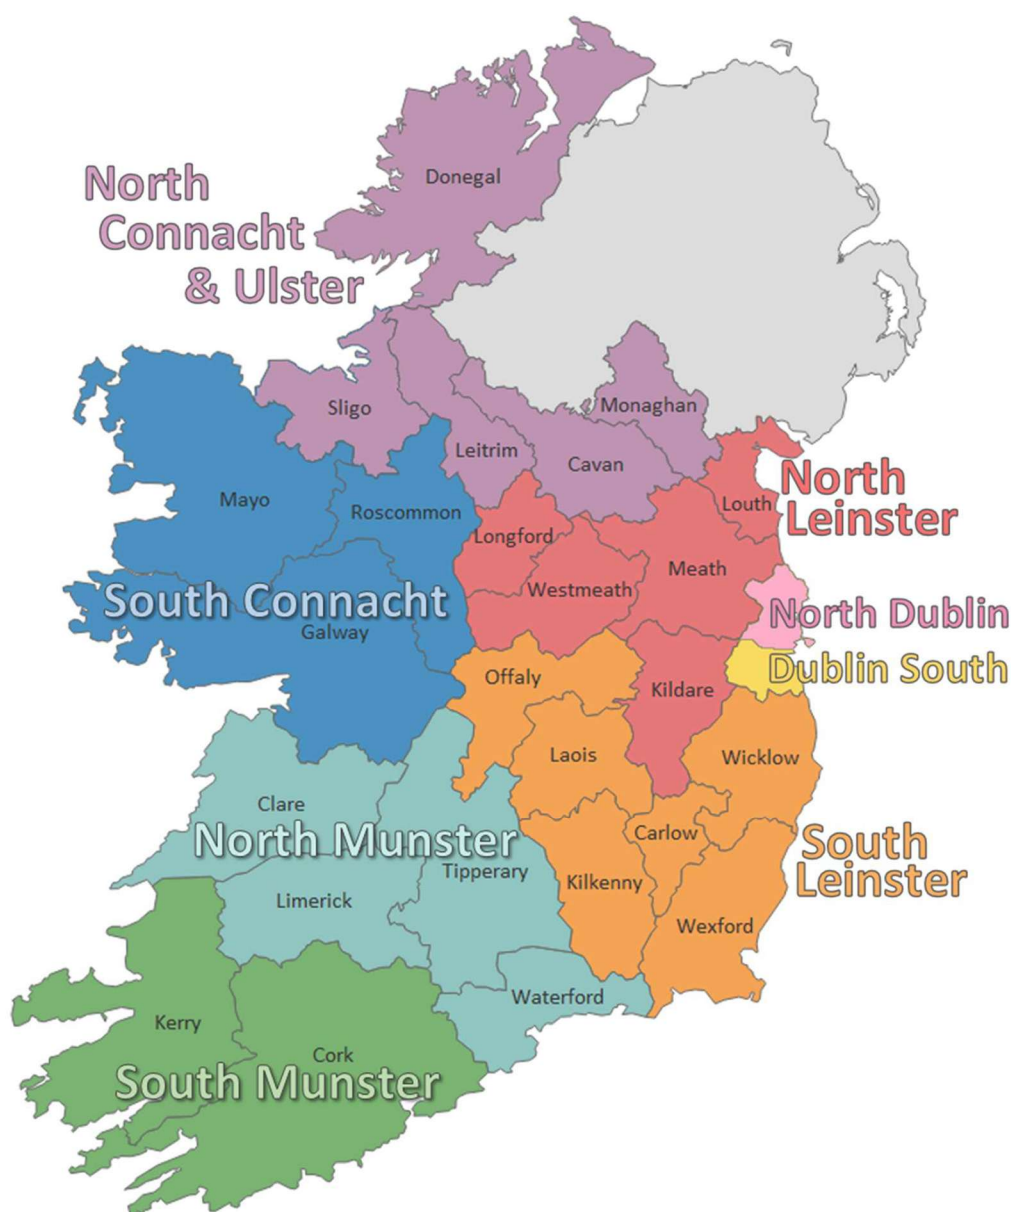 Donegal
North
Connacht
& Ulster
Sligo
Monaghan
Leitrim
Cavan
North
Leinster
Mayo
Roscommon
Louth
Longford
Meath
Westmeath
South Connacht
Galway
North Dublin
Dublin South
Offaly
Kildare
Laois
Wicklow
Clare
North Munster
Carlow
South
Leinster
Tipperary
Kilkenny
Limerick
Wexford
Waterford
Kerry
Cork
South Munster